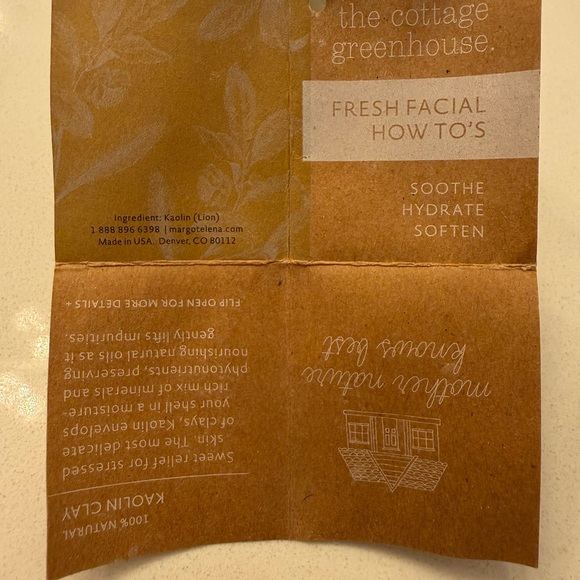 the cottage
greenhouse.
FRESH FACIAL
HOW TO'S
SOOTHE
HYDRATE
SOFTEN
Ingredient: Kaolin (Lion)
1 888 896 6398 | margotelena.com
Made in USA. Denver, CO 80112
mother nature
knows best
100% NATURAL
KAOLIN CLAY
Sweet relief for stressed
skin. The most delicate
of clays, Kaolin envelops
your shell in a moisture-
rich mix of minerals and
phytonutrients, preserving
nourishing natural oils as it
gently lifts impurities.
FLIP OPEN FOR MORE DETAILS +